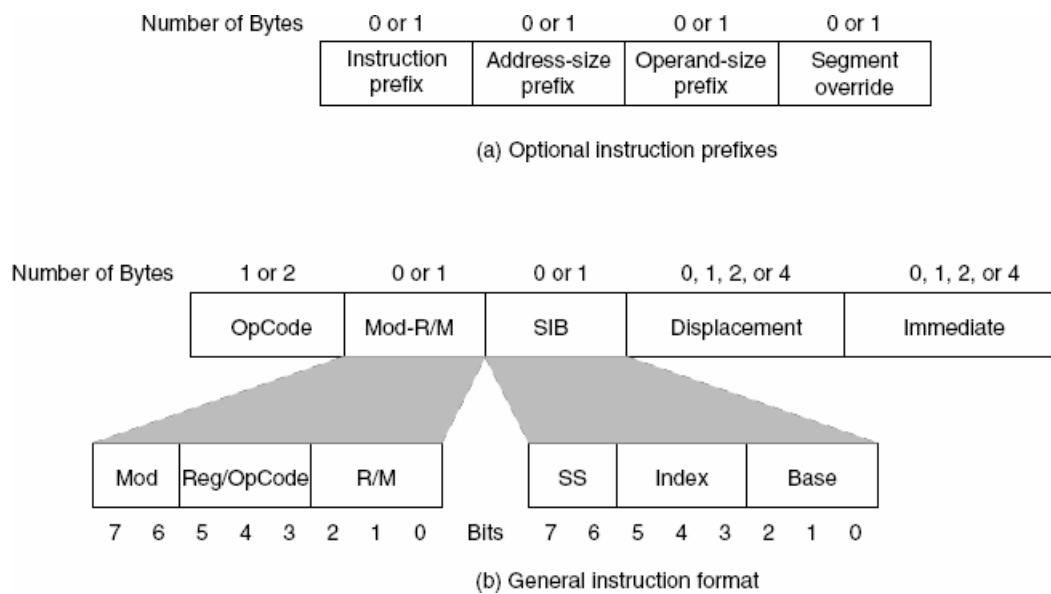 Number of Bytes 0 or 1 0 or 1 0 or 1 0 or 1
Instruction prefix Address-size prefix Operand-size prefix Segment override
(a) Optional instruction prefixes
Number of Bytes 1 or 2 0 or 1 0 or 1 0, 1, 2, or 4 0, 1, 2, or 4
OpCode Mod-R/M SIB Displacement Immediate
Mod Reg/OpCode R/M SS Index Base
7 6 5 4 3 2 1 0 Bits 7 6 5 4 3 2 1 0
(b) General instruction format